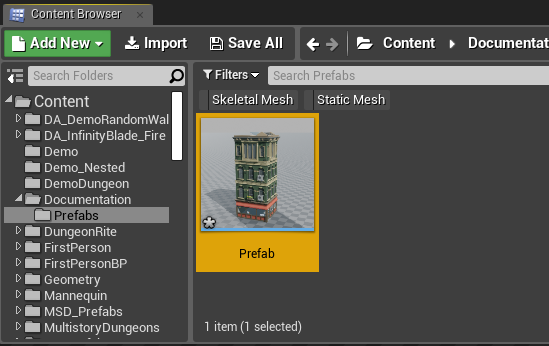 Content Browser
Add New Import Save All Content Documentat
Search Folders
Filters Search Prefabs
Skeletal Mesh Static Mesh
Content
DA_DemoRandomWal
DA_InfinityBlade_Fire
Demo
Demo_Nested
DemoDungeon
Documentation
Prefabs
DungeonRite
FirstPerson
FirstPersonBP
Geometry
Mannequin
MSD_Prefabs
MultistoryDungeons
Prefab
1 item (1 selected)